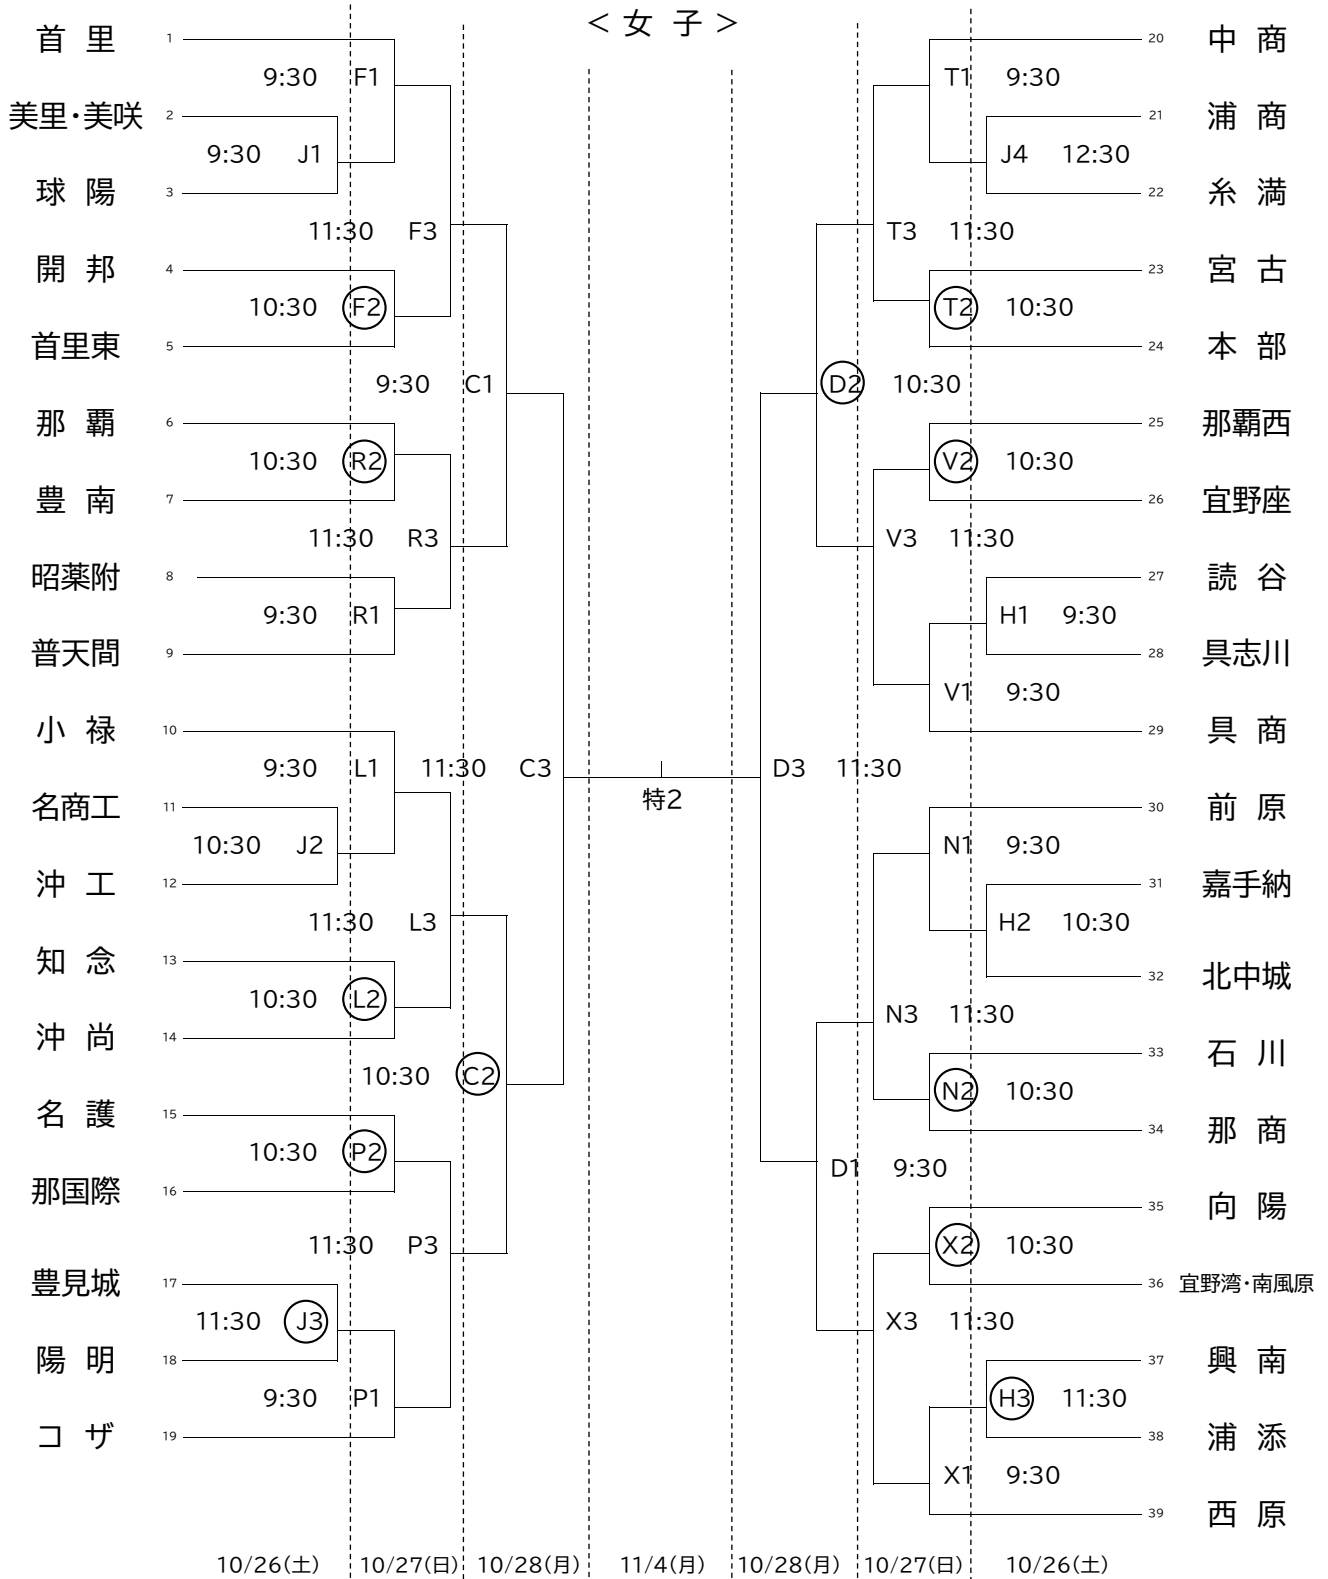 ＜ 女 子 ＞
首 里 1 20 中 商
9:30 F1 T1 9:30
美里・美咲 2 21 浦 商
9:30 J1 J4 12:30
球 陽 3 22 糸 満
11:30 F3 T3 11:30
開 邦 4 23 宮 古
10:30 F2 T2 10:30
首里東 5 24 本 部
9:30 C1 D2 10:30
那 覇 6 25 那覇西
10:30 R2 V2 10:30
豊 南 7 26 宜野座
11:30 R3 V3 11:30
昭薬附 8 27 読 谷
9:30 R1 H1 9:30
普天間 9 28 具志川
V1 9:30
小 禄 10 29 具 商
9:30 L1 11:30 C3 D3 11:30
特2
名商工 11 30 前 原
10:30 J2 N1 9:30
沖 工 12 31 嘉手納
11:30 L3 H2 10:30
知 念 13 32 北中城
10:30 L2 N3 11:30
沖 尚 14 33 石 川
10:30 C2 N2 10:30
名 護 15 34 那 商
10:30 P2 D1 9:30
那国際 16 35 向 陽
11:30 P3 X2 10:30
豊見城 17 36 宜野湾・南風原
11:30 J3 X3 11:30
陽 明 18 37 興 南
9:30 P1 H3 11:30
コ ザ 19 38 浦 添
X1 9:30
39 西 原
10/26(土) 10/27(日) 10/28(月) 11/4(月) 10/28(月) 10/27(日) 10/26(土)